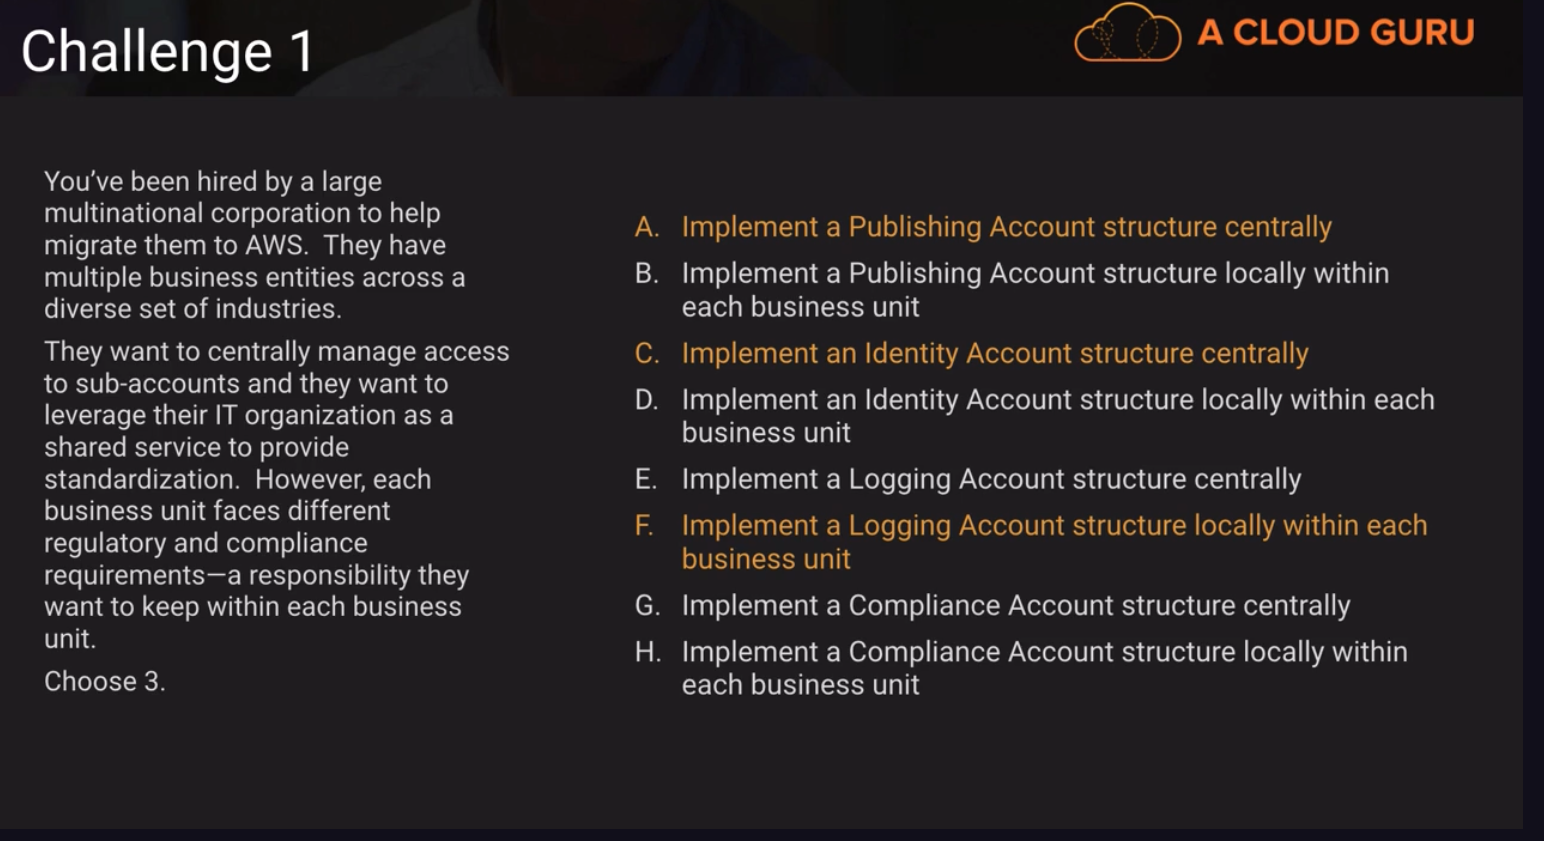 Challenge 1
A CLOUD GURU
You’ve been hired by a large
multinational corporation to help
migrate them to AWS.  They have
multiple business entities across a
diverse set of industries.
They want to centrally manage access
to sub-accounts and they want to
leverage their IT organization as a
shared service to provide
standardization.  However, each
business unit faces different
regulatory and compliance
requirements—a responsibility they
want to keep within each business
unit.
Choose 3.
A. Implement a Publishing Account structure centrally
B. Implement a Publishing Account structure locally within
each business unit
C. Implement an Identity Account structure centrally
D. Implement an Identity Account structure locally within each
business unit
E. Implement a Logging Account structure centrally
F. Implement a Logging Account structure locally within each
business unit
G. Implement a Compliance Account structure centrally
H. Implement a Compliance Account structure locally within
each business unit